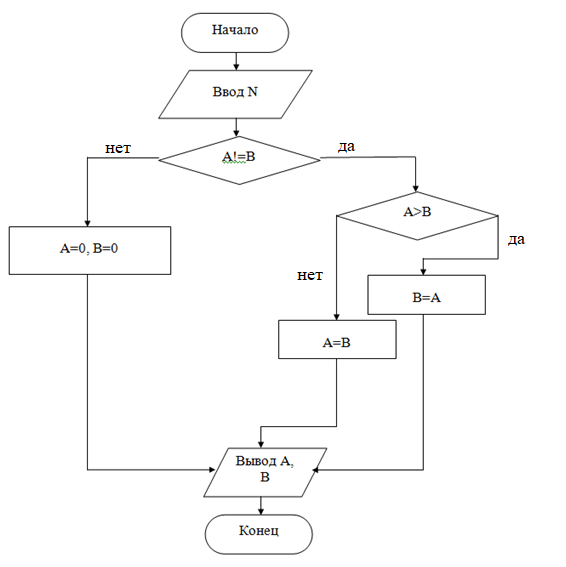 Начало
Ввод N
нет
да
A!=B
A>B
да
A=0, B=0
нет
B=A
A=B
Вывод A,
B
Конец